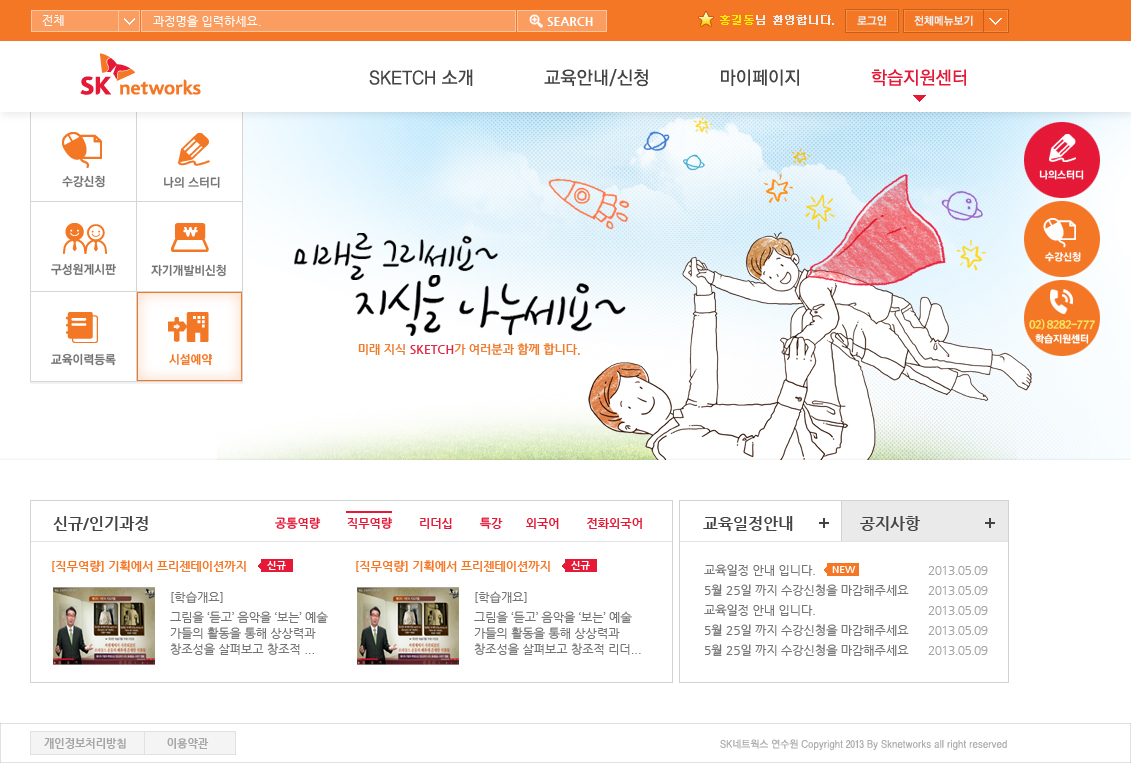 전체
과정명을 입력하세요.
SEARCH
홍길동님 환영합니다.
로그인
전체메뉴보기
SK networks
SKETCH 소개
교육안내/신청
마이페이지
학습지원센터
수강신청
나의 스터디
구성원게시판
자기개발비신청
교육이력등록
시설예약
미래를 그리세요~
지식을 나누세요~
미래 지식 SKETCH가 여러분과 함께 합니다.
나의스터디
수강신청
02) 8282-777
학습지원센터
신규/인기과정
공통역량
직무역량
리더십
특강
외국어
전화외국어
[직무역량] 기획에서 프리젠테이션까지 신규
[학습개요]
그림을 ‘듣고’ 음악을 ‘보는’ 예술
가들의 활동을 통해 상상력과
창조성을 살펴보고 창조적 ...
[직무역량] 기획에서 프리젠테이션까지 신규
[학습개요]
그림을 ‘듣고’ 음악을 ‘보는’ 예술
가들의 활동을 통해 상상력과
창조성을 살펴보고 창조적 리더...
교육일정안내 +
공지사항 +
교육일정 안내 입니다. NEW 2013.05.09
5월 25일 까지 수강신청을 마감해주세요 2013.05.09
교육일정 안내 입니다. 2013.05.09
5월 25일 까지 수강신청을 마감해주세요 2013.05.09
5월 25일 까지 수강신청을 마감해주세요 2013.05.09
개인정보처리방침
이용약관
SK네트웍스 연수원 Copyright 2013 By Sknetworks all right reserved